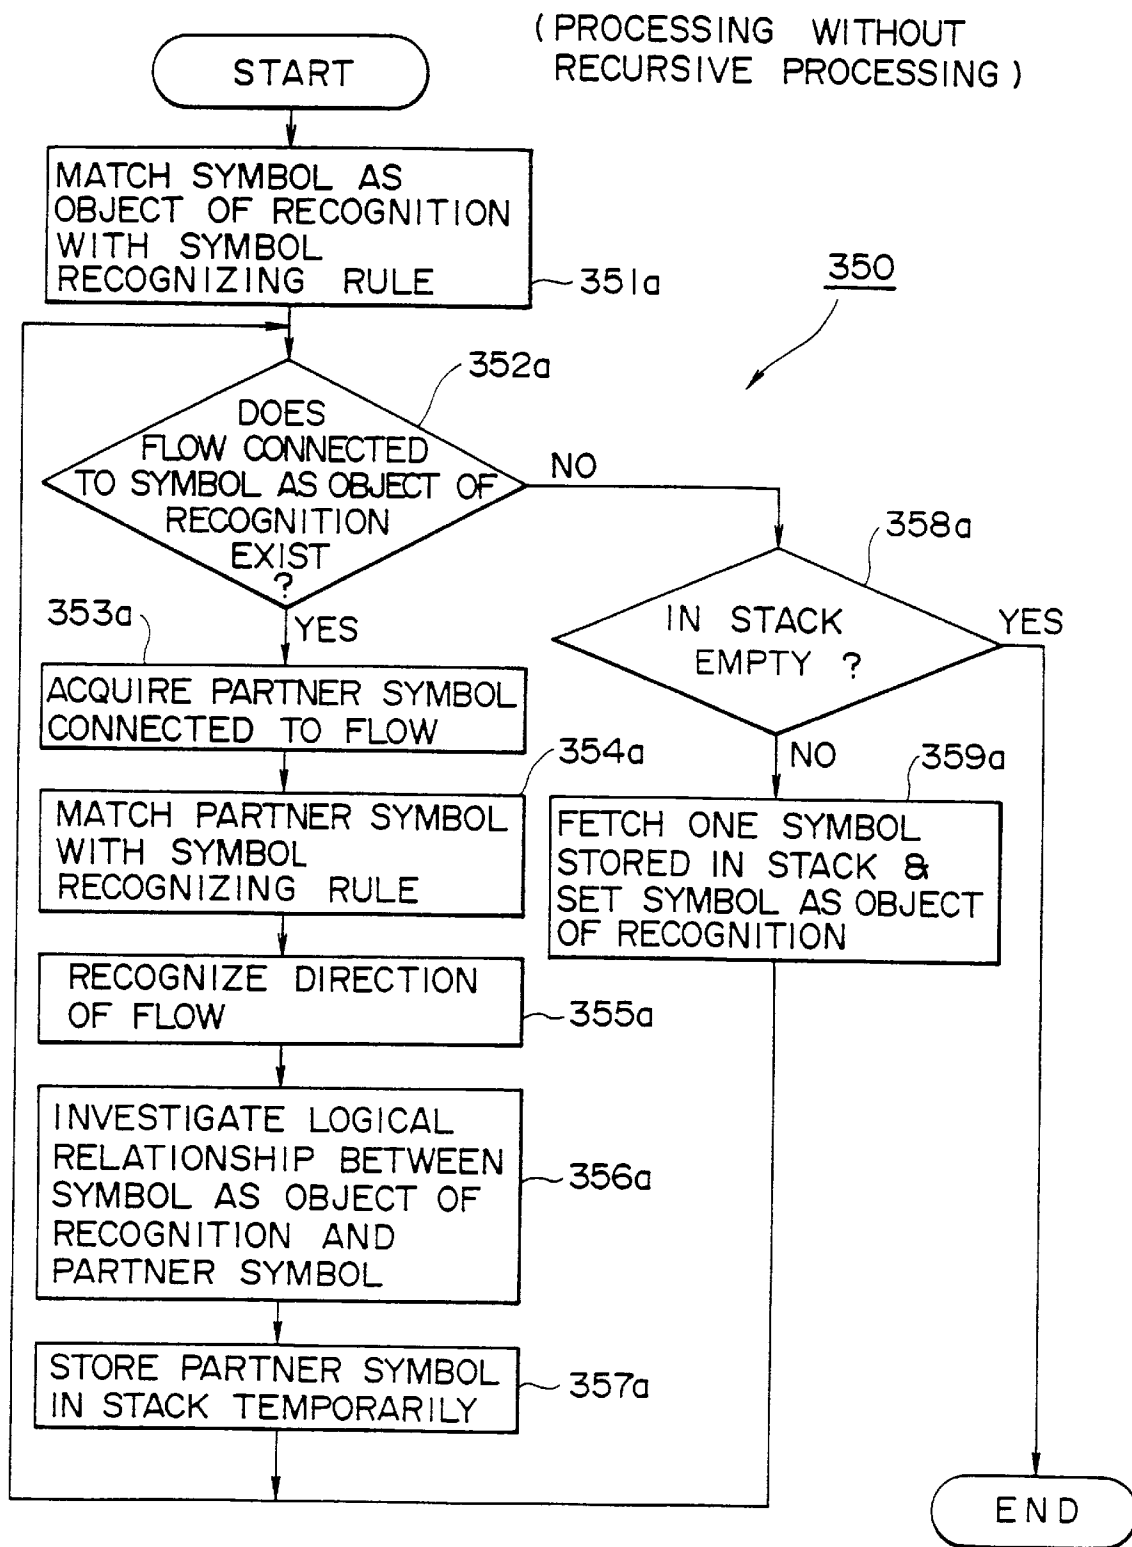 (PROCESSING WITHOUT
RECURSIVE PROCESSING)
START
MATCH SYMBOL AS
OBJECT OF RECOGNITION
WITH SYMBOL
RECOGNIZING RULE
351a
350
352a
DOES
FLOW CONNECTED
TO SYMBOL AS OBJECT OF
RECOGNITION
EXIST
?
NO
YES
353a
ACQUIRE PARTNER SYMBOL
CONNECTED TO FLOW
354a
MATCH PARTNER SYMBOL
WITH SYMBOL
RECOGNIZING RULE
RECOGNIZE DIRECTION
OF FLOW
355a
INVESTIGATE LOGICAL
RELATIONSHIP BETWEEN
SYMBOL AS OBJECT OF
RECOGNITION AND
PARTNER SYMBOL
356a
STORE PARTNER SYMBOL
IN STACK TEMPORARILY
357a
358a
IN STACK
EMPTY ?
YES
NO
359a
FETCH ONE SYMBOL
STORED IN STACK &
SET SYMBOL AS OBJECT
OF RECOGNITION
END